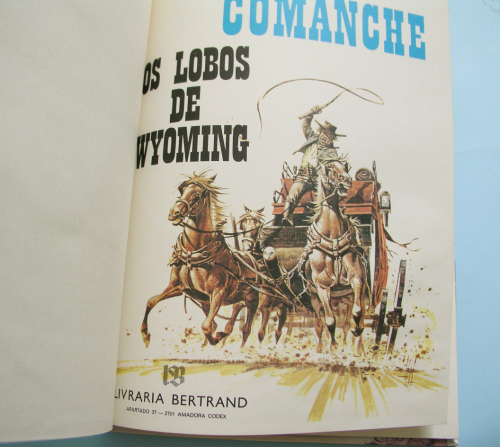 COMANCHE
OS LOBOS
DE
WYOMING
LIVRARIA BERTRAND
APARTADO 37 — 2701 AMADORA CODEX